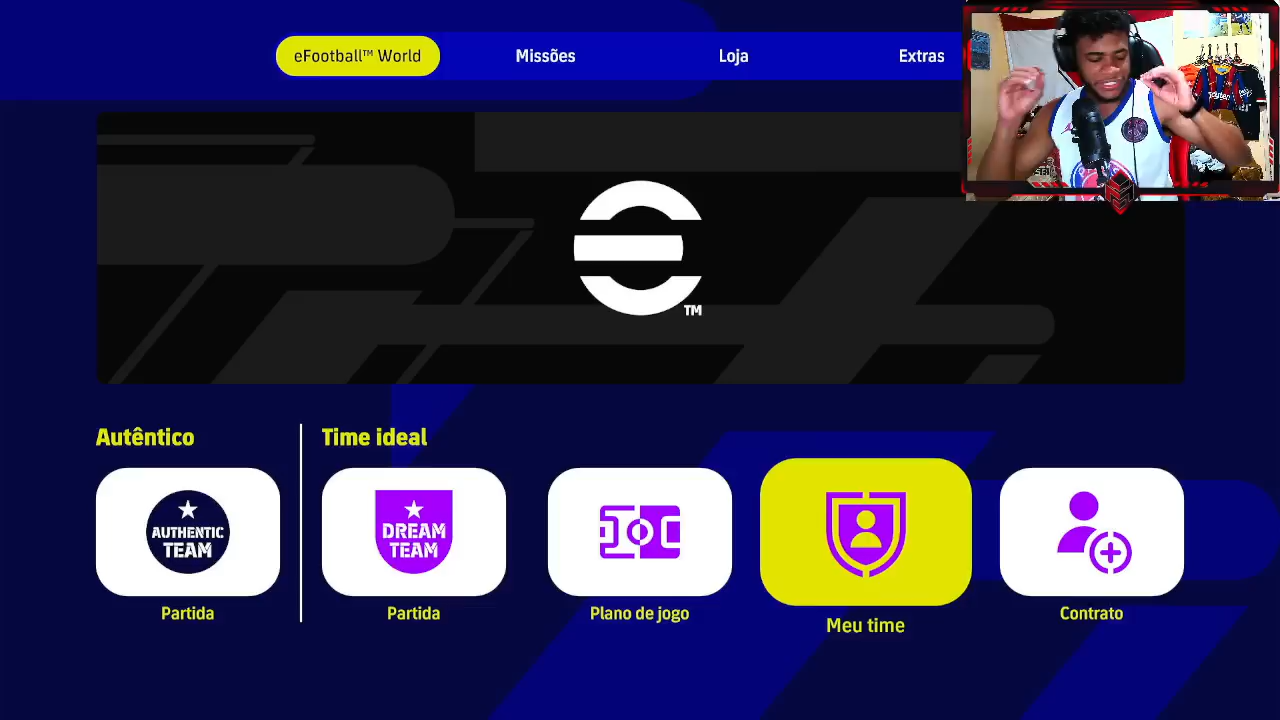 eFootball™ World
Missões
Loja
Extras
TM
Autêntico
Time ideal
AUTHENTIC
TEAM
DREAM
TEAM
Partida
Partida
Plano de jogo
Meu time
Contrato